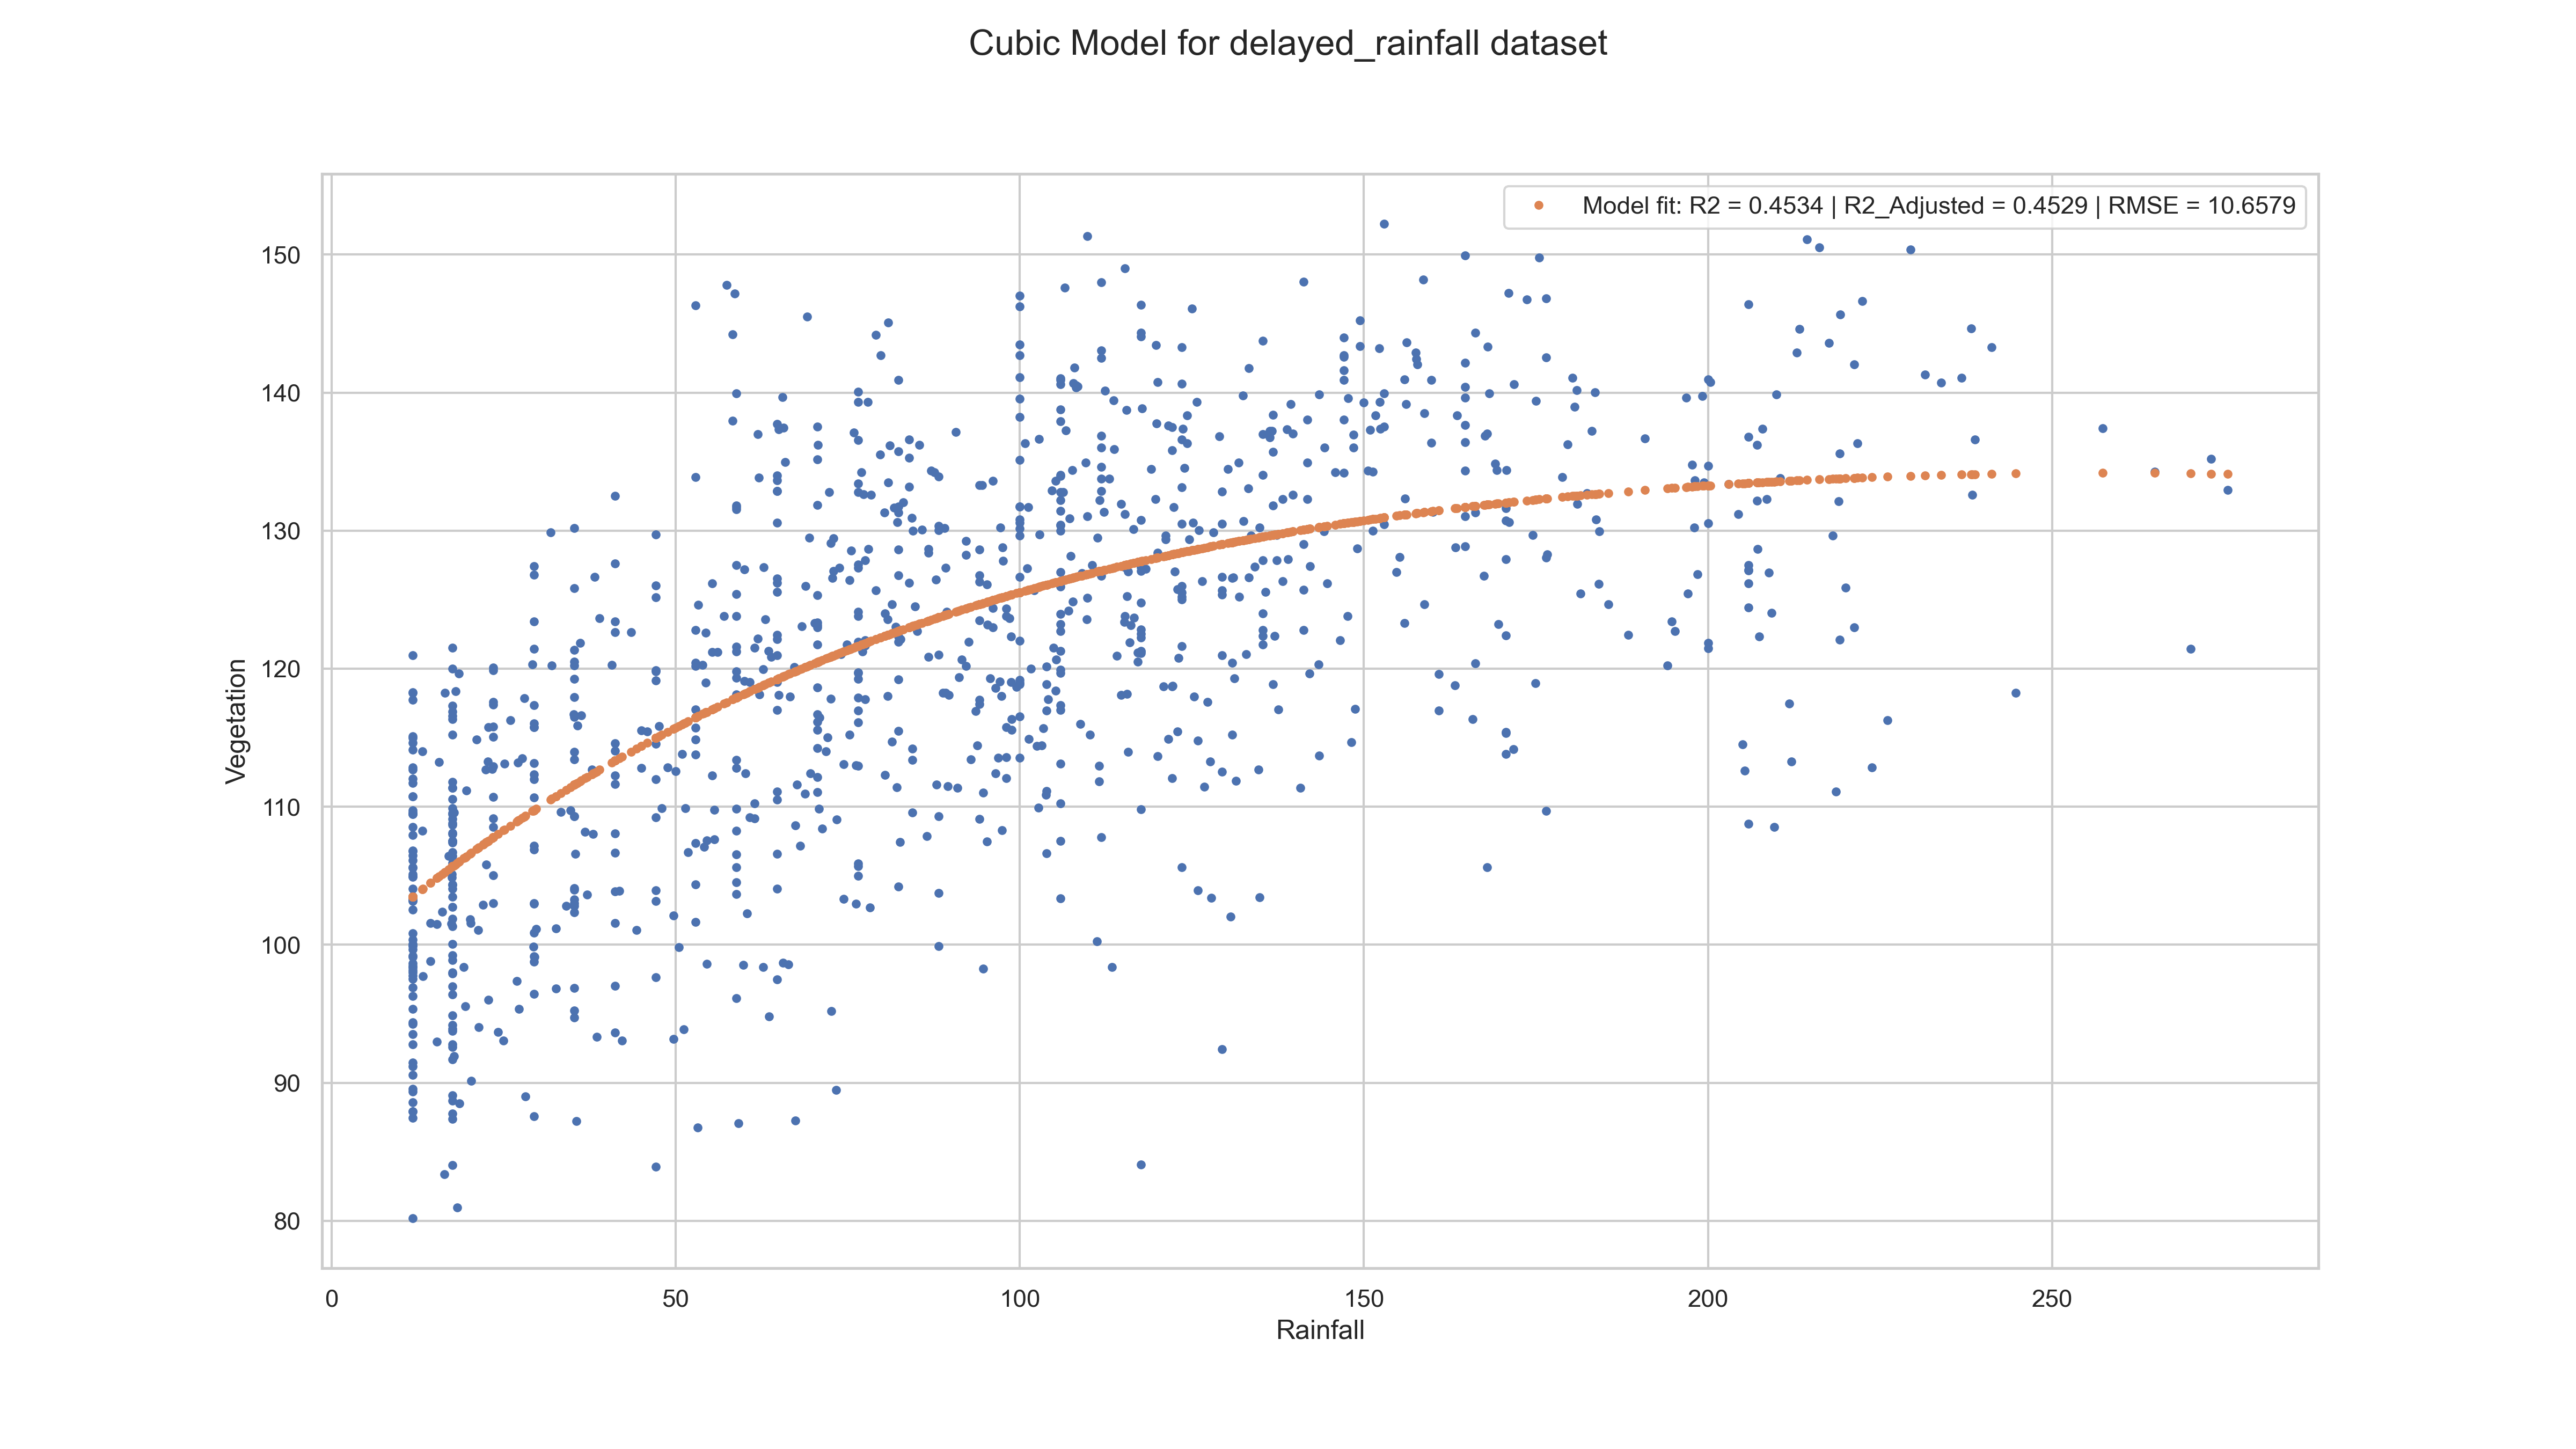 Cubic Model for delayed_rainfall dataset
Model fit: R2 = 0.4534 | R2_Adjusted = 0.4529 | RMSE = 10.6579
150
140
130
120
110
100
90
80
Vegetation
0 50 100 150 200 250
Rainfall